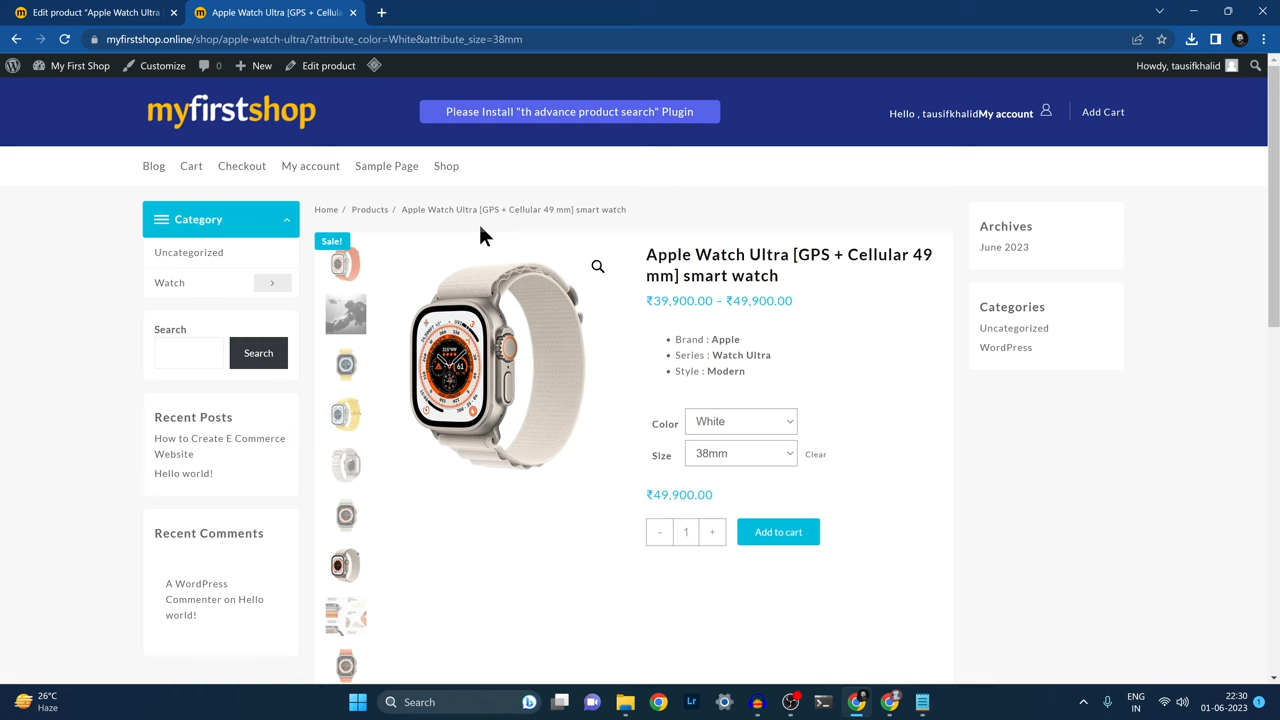 Edit product "Apple Watch Ultra
Apple Watch Ultra [GPS + Cellula
myfirstshop.online/shop/apple-watch-ultra/?attribute_color=White&attribute_size=38mm
My First Shop
Customize
0
New
Edit product
Howdy, tausifkhalid
myfirstshop
Please Install "th advance product search" Plugin
Hello , tausifkhalidMy account
Add Cart
Blog
Cart
Checkout
My account
Sample Page
Shop
Category
Uncategorized
Watch
Search
Search
Recent Posts
How to Create E Commerce
Website
Hello world!
Recent Comments
A WordPress
Commenter on Hello
world!
Home / Products / Apple Watch Ultra [GPS + Cellular 49 mm] smart watch
Sale!
Apple Watch Ultra [GPS + Cellular 49
mm] smart watch
₹39,900.00 – ₹49,900.00
• Brand : Apple
• Series : Watch Ultra
• Style : Modern
Color White
Size 38mm Clear
₹49,900.00
- 1 +
Add to cart
Archives
June 2023
Categories
Uncategorized
WordPress
26°C
Haze
Search
Lr
ENG
IN
22:30
01-06-2023
1